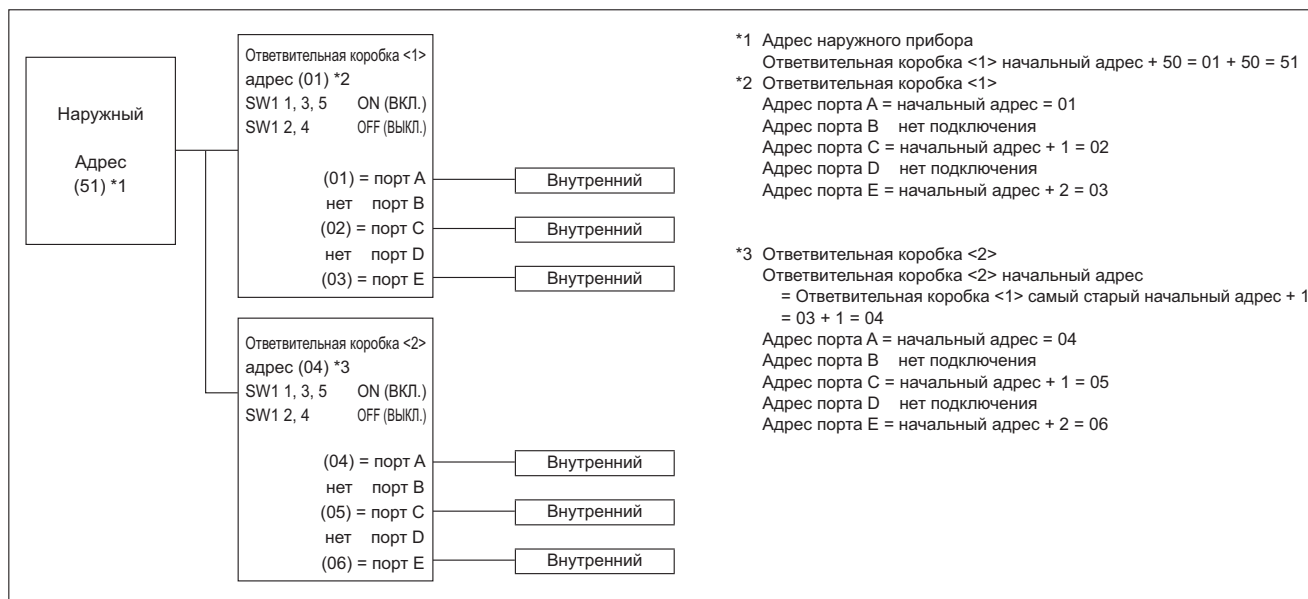 Наружный
Адрес
(51) *1
Ответвительная коробка <1>
адрес (01) *2
SW1 1, 3, 5 ON (ВКЛ.)
SW1 2, 4 OFF (ВЫКЛ.)
(01) = порт A
нет порт B
(02) = порт C
нет порт D
(03) = порт E
Внутренний
Внутренний
Внутренний
Ответвительная коробка <2>
адрес (04) *3
SW1 1, 3, 5 ON (ВКЛ.)
SW1 2, 4 OFF (ВЫКЛ.)
(04) = порт A
нет порт B
(05) = порт C
нет порт D
(06) = порт E
Внутренний
Внутренний
Внутренний
*1 Адрес наружного прибора
Ответвительная коробка <1> начальный адрес + 50 = 01 + 50 = 51
*2 Ответвительная коробка <1>
Адрес порта A = начальный адрес = 01
Адрес порта B нет подключения
Адрес порта C = начальный адрес + 1 = 02
Адрес порта D нет подключения
Адрес порта E = начальный адрес + 2 = 03
*3 Ответвительная коробка <2>
Ответвительная коробка <2> начальный адрес
= Ответвительная коробка <1> самый старый начальный адрес + 1
= 03 + 1 = 04
Адрес порта A = начальный адрес = 04
Адрес порта B нет подключения
Адрес порта C = начальный адрес + 1 = 05
Адрес порта D нет подключения
Адрес порта E = начальный адрес + 2 = 06